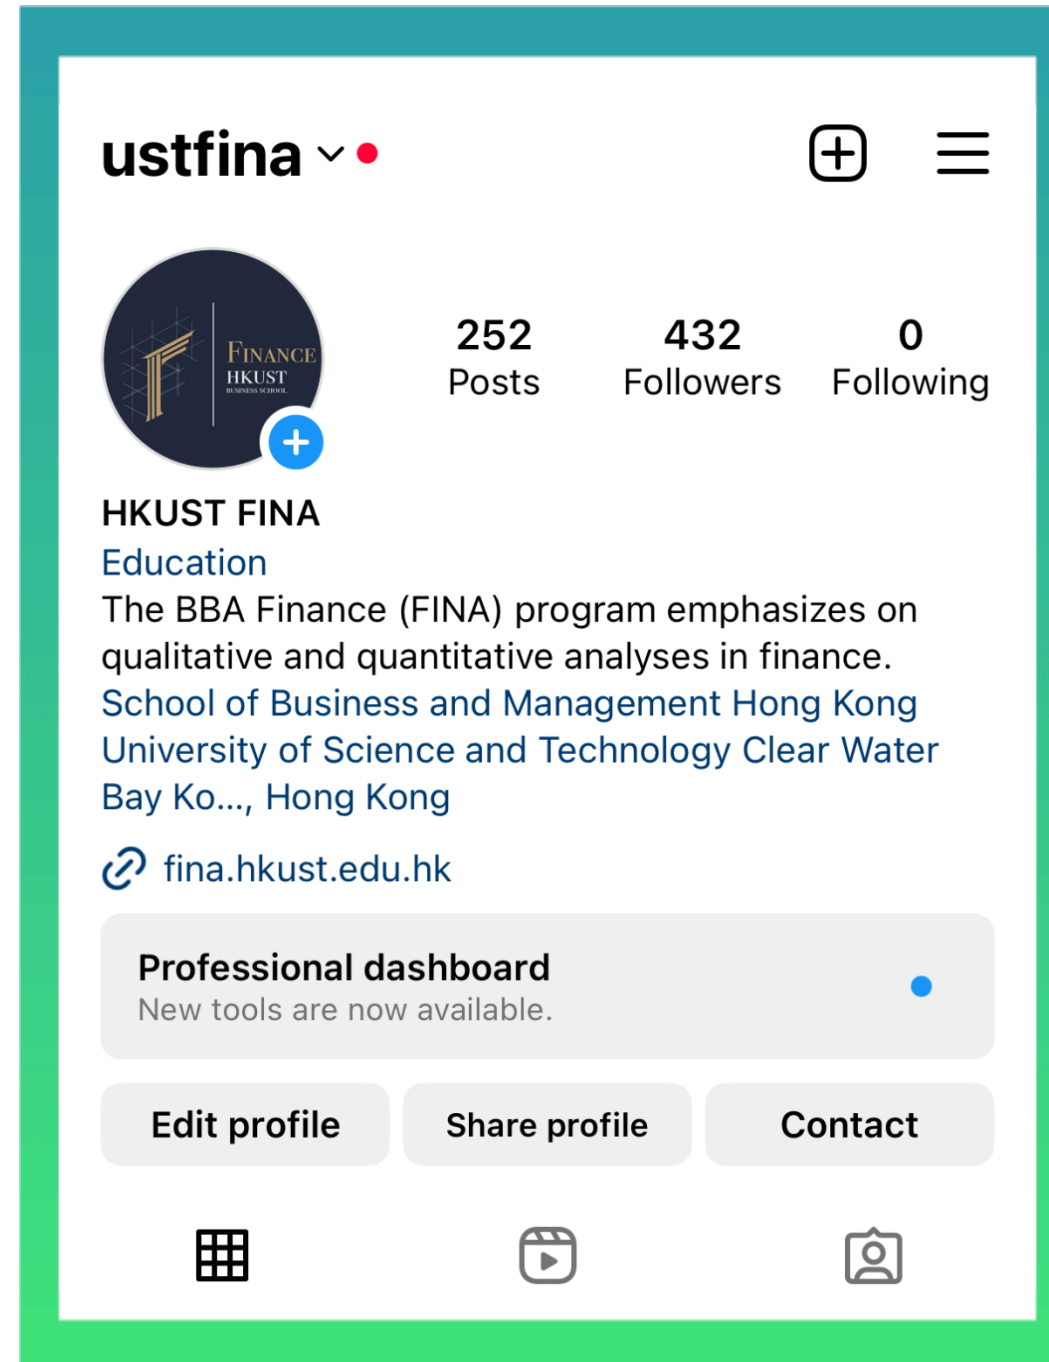 ustfina
FINANCE
HKUST
BUSINESS SCHOOL
252
Posts
432
Followers
0
Following
HKUST FINA
Education
The BBA Finance (FINA) program emphasizes on
qualitative and quantitative analyses in finance.
School of Business and Management Hong Kong
University of Science and Technology Clear Water
Bay Ko..., Hong Kong
fina.hkust.edu.hk
Professional dashboard
New tools are now available.
Edit profile
Share profile
Contact